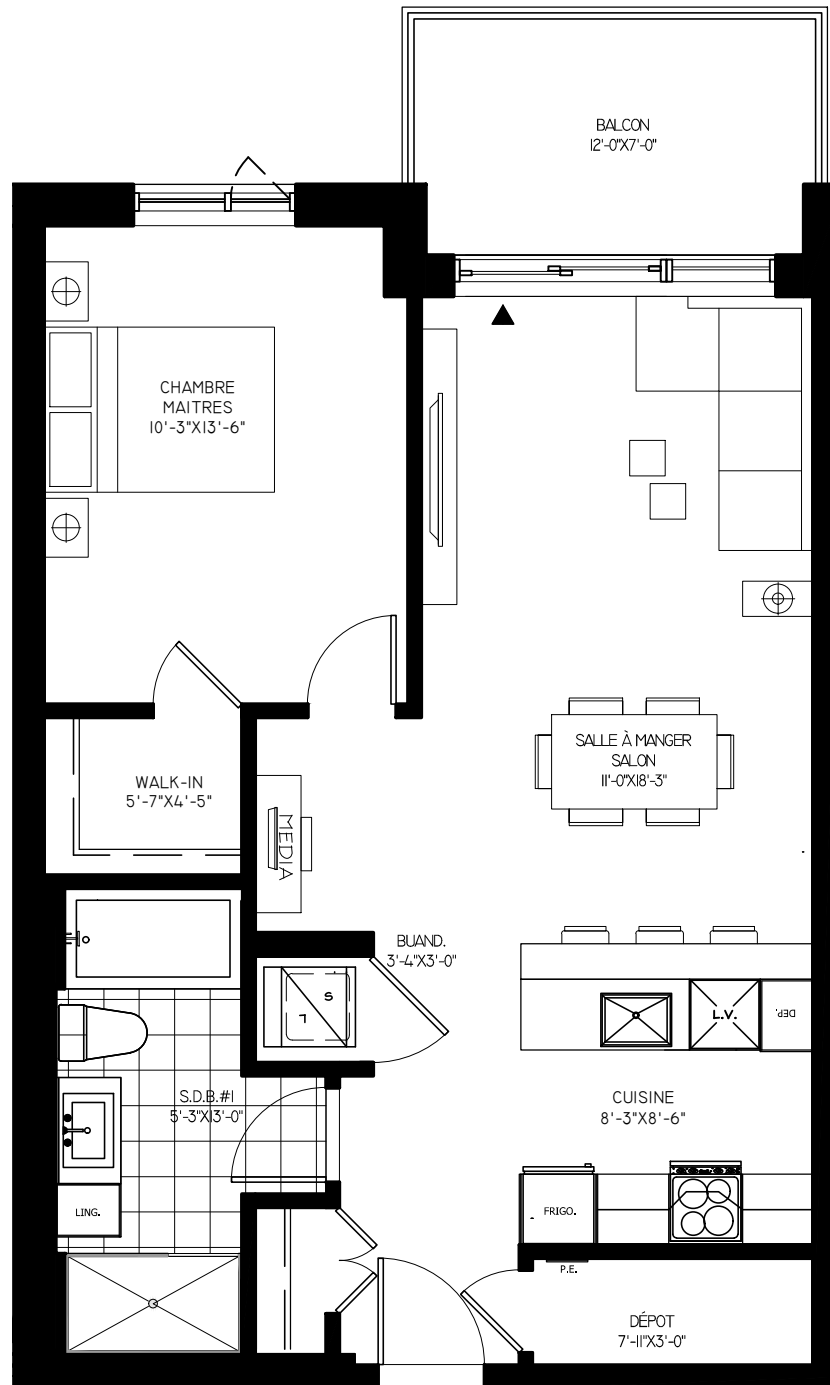 BALCON
12'-0"X7'-0"
CHAMBRE
MAITRES
10'-3"X13'-6"
SALLE À MANGER
SALON
11'-0"X18'-3"
WALK-IN
5'-7"X4'-5"
MEDIA
BUAND.
3'-4"X3'-0"
S
L
L.V.
DEP.
S.D.B.#1
5'-3"X13'-0"
CUISINE
8'-3"X8'-6"
LING.
FRIGO.
P.E.
DÉPOT
7'-11"X3'-0"